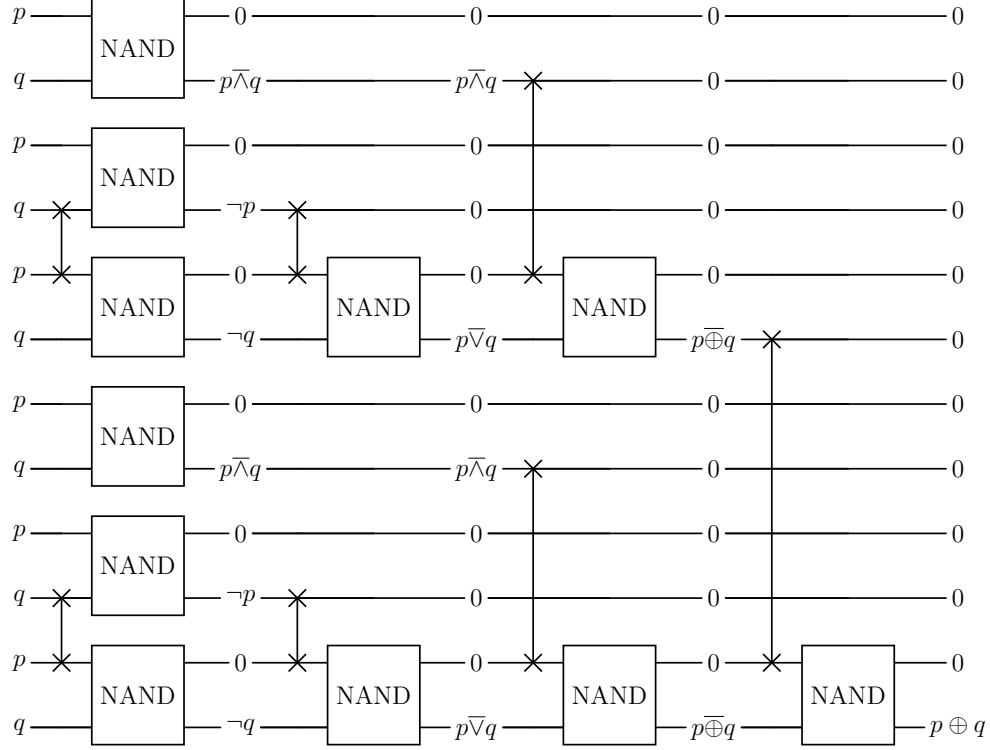 p 0 0 0 0
NAND
q p⊼q p⊼q 0 0
p 0 0 0 0
NAND
q ¬p 0 0 0
p 0 0 0 0
NAND NAND NAND
q ¬q p⊽q p⊕̅q 0
p 0 0 0 0
NAND
q p⊼q p⊼q 0 0
p 0 0 0 0
NAND
q ¬p 0 0 0
p 0 0 0 0
NAND NAND NAND NAND
q ¬q p⊽q p⊕̅q p ⊕ q